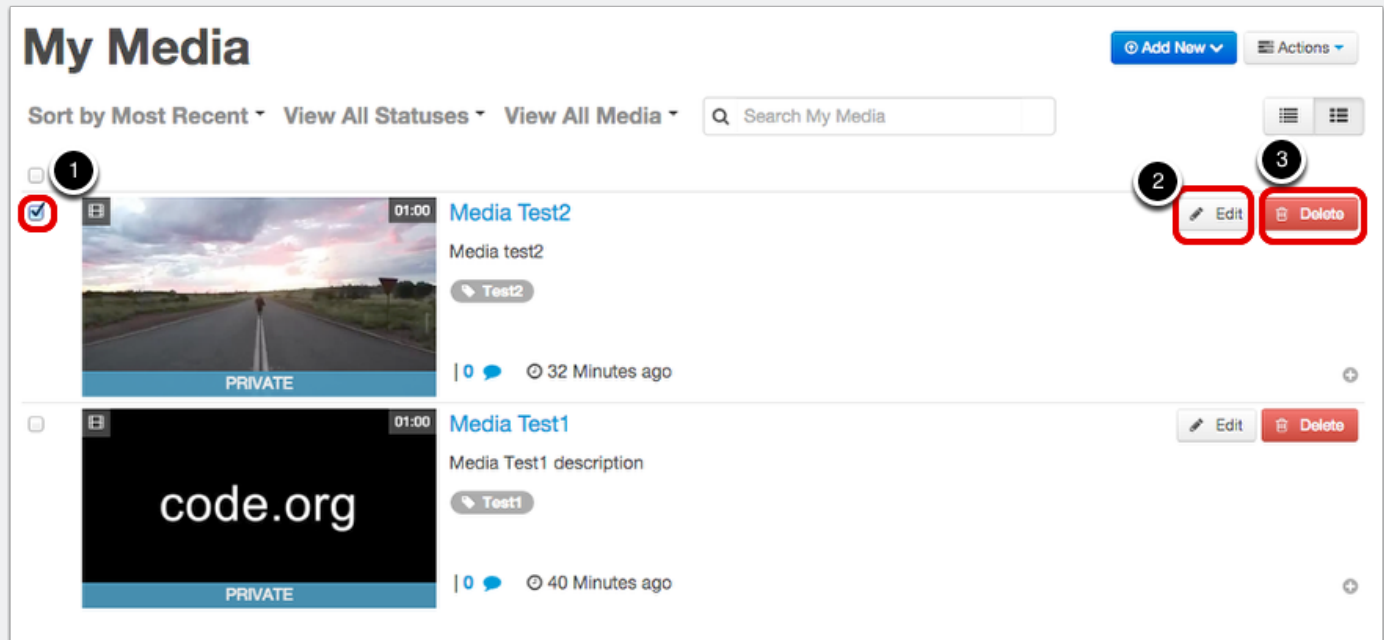 My Media
Add New
Actions
Sort by Most Recent View All Statuses View All Media Search My Media
1
2
3
01:00
Media Test2
Edit
Delete
Media test2
Test2
PRIVATE
| 0 32 Minutes ago
01:00
Media Test1
Edit
Delete
Media Test1 description
Test1
code.org
PRIVATE
| 0 40 Minutes ago